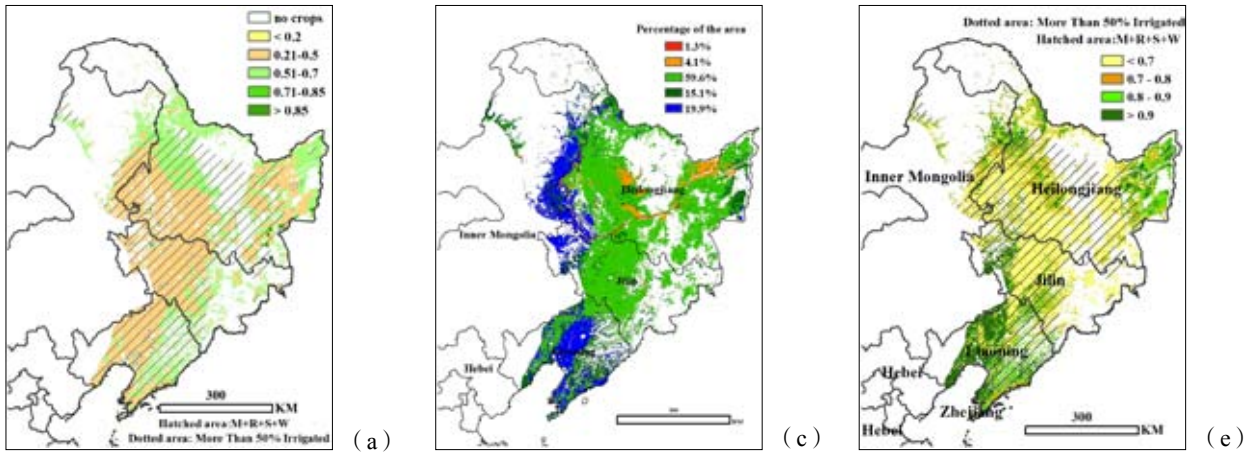 no crops
< 0.2
0.21-0.5
0.51-0.7
0.71-0.85
> 0.85
300
KM
Hatched area:M+R+S+W
Dotted area: More Than 50% Irrigated
(a)
Percentage of the area
1.3%
4.1%
59.6%
15.1%
19.9%
Heilongjiang
Inner Mongolia
Jilin
Hebei
(c)
Dotted area: More Than 50% Irrigated
Hatched area:M+R+S+W
< 0.7
0.7 - 0.8
0.8 - 0.9
> 0.9
Inner Mongolia
Heilongjiang
Jilin
Liaoning
Hebei
Zhejiang
Hebei
300
KM
(e)